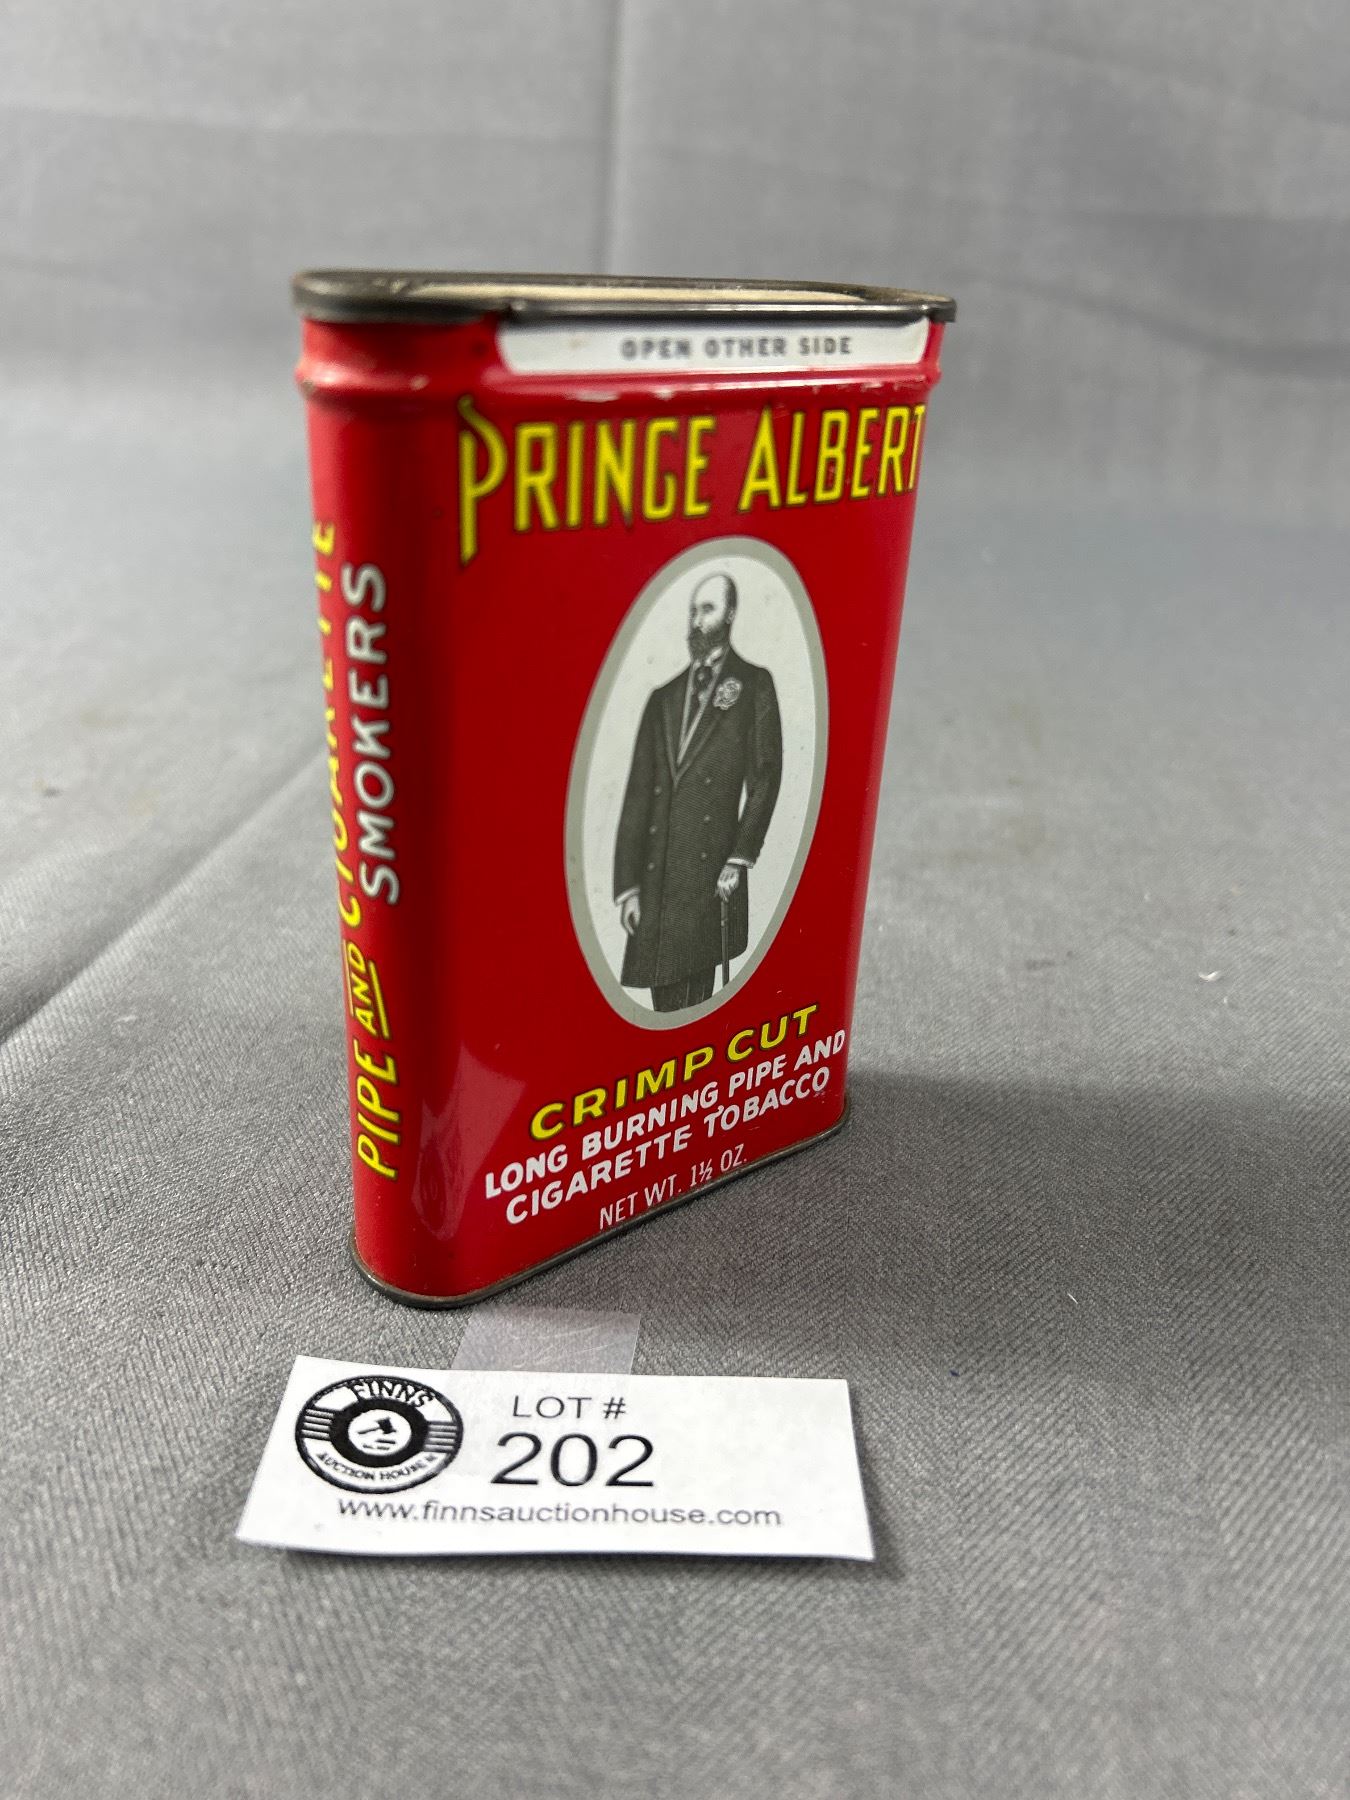 OPEN OTHER SIDE
PRINCE ALBERT
PIPE AND CIGARETTE
SMOKERS
CRIMP CUT
LONG BURNING PIPE AND
CIGARETTE TOBACCO
NET WT. 1½ OZ.
FINNS
AUCTION HOUSE
LOT #
202
www.finnsauctionhouse.com